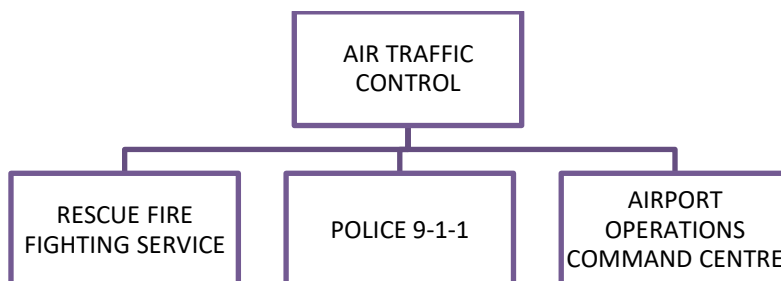 AIR TRAFFIC
CONTROL
RESCUE FIRE
FIGHTING SERVICE
POLICE 9-1-1
AIRPORT
OPERATIONS
COMMAND CENTRE